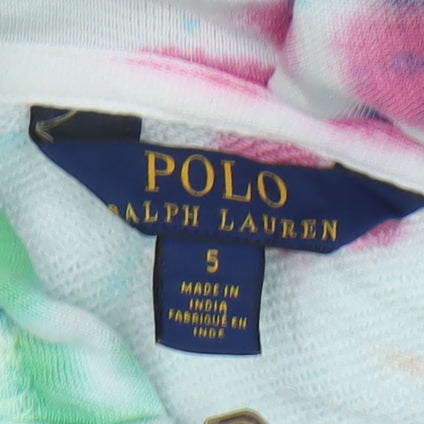 POLO
RALPH LAUREN
5
MADE IN
INDIA
FABRIQUÉ EN
INDE